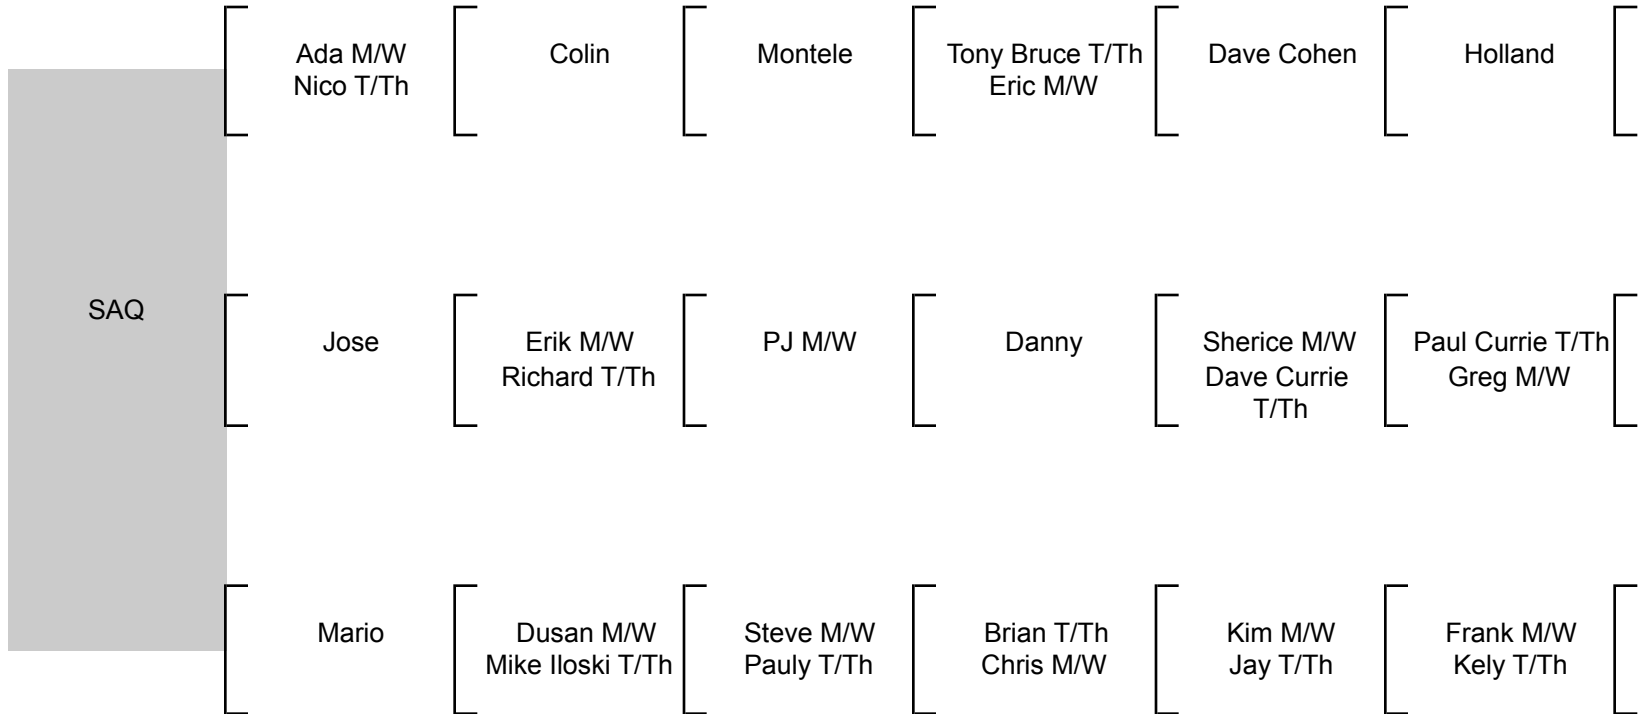 Ada M/W
Nico T/Th
Colin
Montele
Tony Bruce T/Th
Eric M/W
Dave Cohen
Holland
SAQ
Jose
Erik M/W
Richard T/Th
PJ M/W
Danny
Sherice M/W
Dave Currie
T/Th
Paul Currie T/Th
Greg M/W
Mario
Dusan M/W
Mike Iloski T/Th
Steve M/W
Pauly T/Th
Brian T/Th
Chris M/W
Kim M/W
Jay T/Th
Frank M/W
Kely T/Th